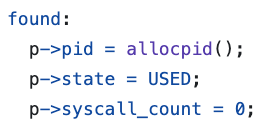 found:
p->pid = allocpid();
p->state = USED;
p->syscall_count = 0;